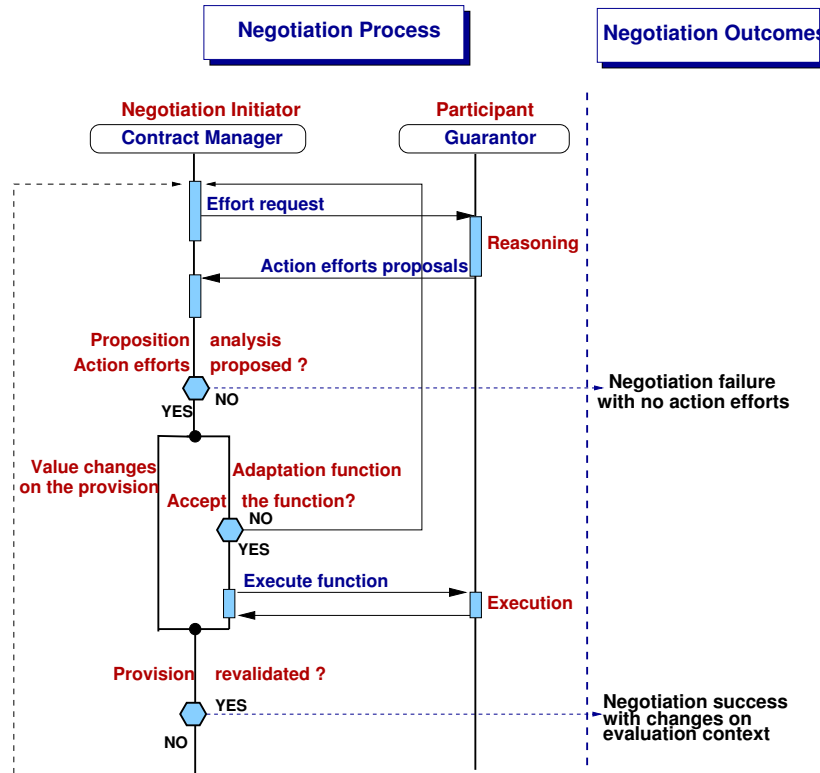 Negotiation Process
Negotiation Outcomes
Negotiation Initiator
Participant
Contract Manager
Guarantor
Effort request
Reasoning
Action efforts proposals
Proposition analysis
Action efforts proposed ?
NO
YES
Negotiation failure
with no action efforts
Value changes
on the provision
Adaptation function
Accept the function?
NO
YES
Execute function
Execution
Provision revalidated ?
YES
NO
Negotiation success
with changes on
evaluation context